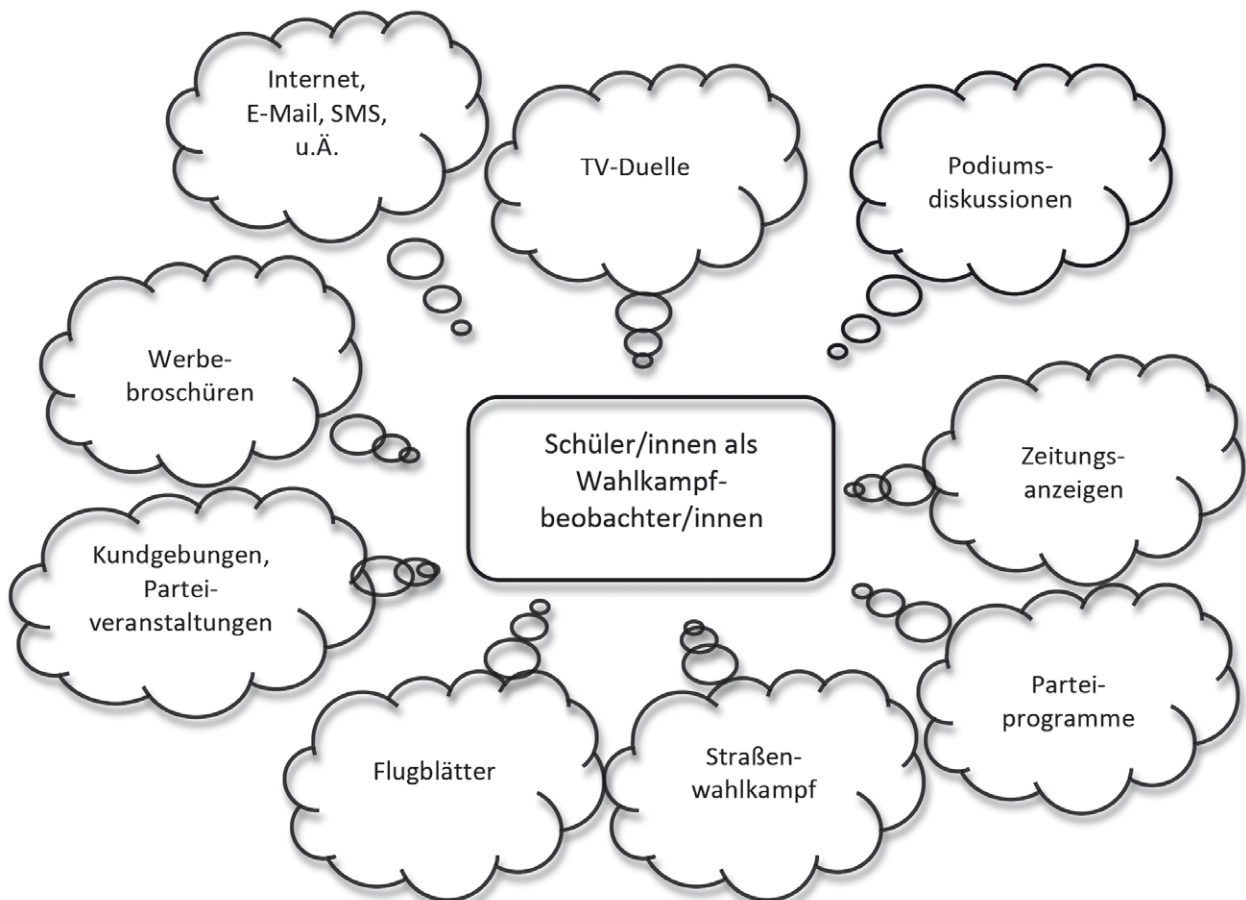 Internet,
E-Mail, SMS,
u.Ä.
TV-Duelle
Podiums-
diskussionen
Werbe-
broschüren
Schüler/innen als
Wahlkampf-
beobachter/innen
Zeitungs-
anzeigen
Kundgebungen,
Partei-
veranstaltungen
Partei-
programme
Flugblätter
Straßen-
wahlkampf